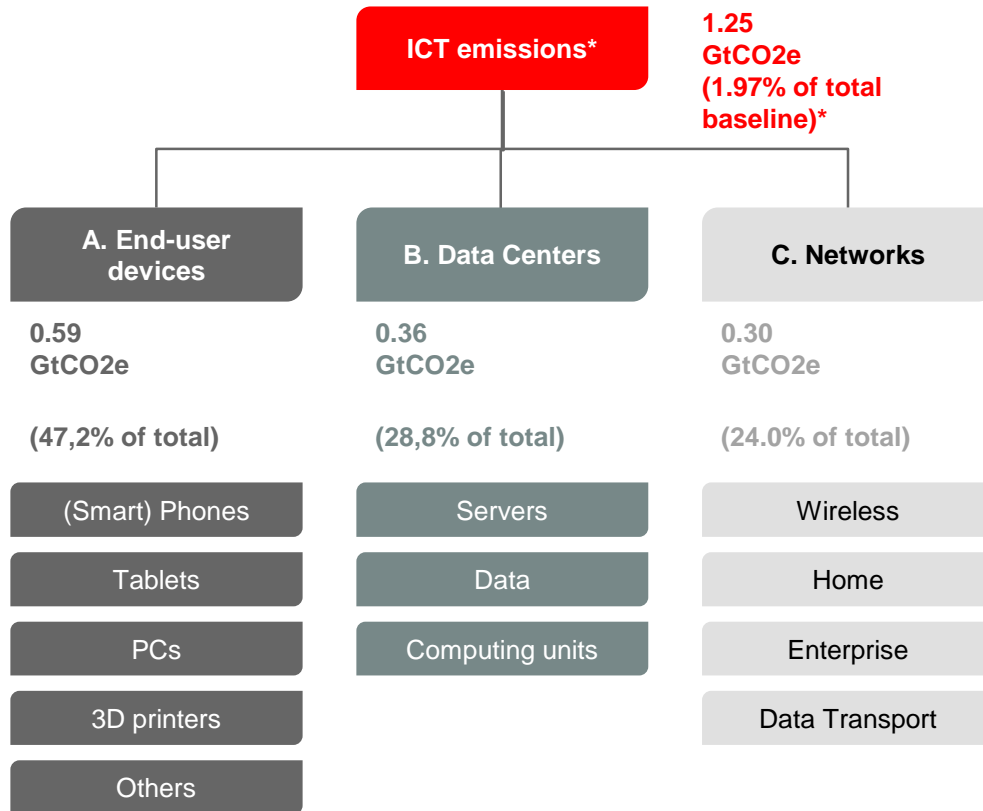 ICT emissions*
1.25
GtCO2e
(1.97% of total
baseline)*
A. End-user
devices
B. Data Centers
C. Networks
0.59
GtCO2e
(47,2% of total)
0.36
GtCO2e
(28,8% of total)
0.30
GtCO2e
(24.0% of total)
(Smart) Phones
Tablets
PCs
3D printers
Others
Servers
Data
Computing units
Wireless
Home
Enterprise
Data Transport